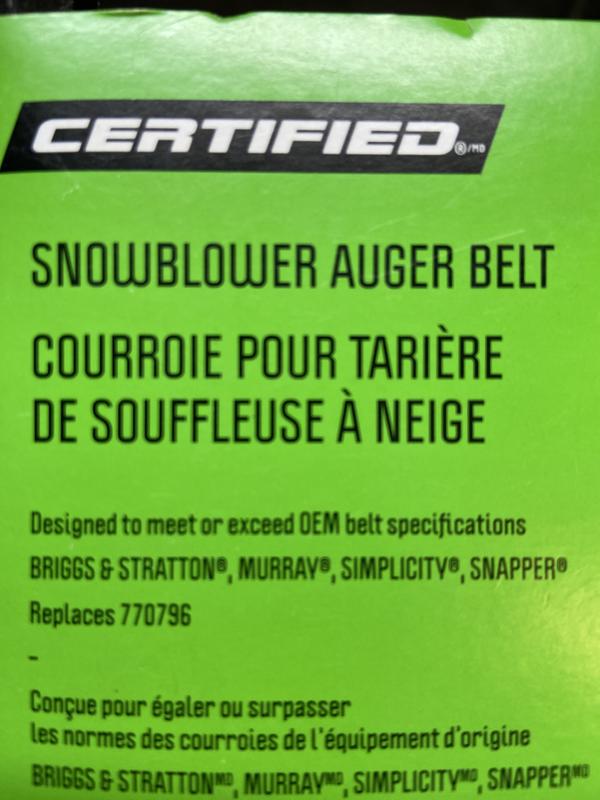 CERTIFIED®/MD
SNOWBLOWER AUGER BELT
COURROIE POUR TARIÈRE
DE SOUFFLEUSE À NEIGE
Designed to meet or exceed OEM belt specifications
BRIGGS & STRATTON®, MURRAY®, SIMPLICITY®, SNAPPER®
Replaces 770796
-
Conçue pour égaler ou surpasser
les normes des courroies de l'équipement d'origine
BRIGGS & STRATTONᴹᴰ, MURRAYᴹᴰ, SIMPLICITYᴹᴰ, SNAPPERᴹᴰ